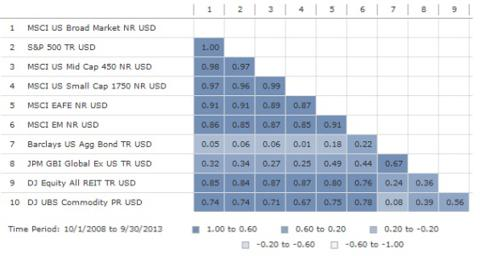 1 2 3 4 5 6 7 8 9
1 MSCI US Broad Market NR USD
2 S&P 500 TR USD 1.00
3 MSCI US Mid Cap 450 NR USD 0.98 0.97
4 MSCI US Small Cap 1750 NR USD 0.97 0.96 0.99
5 MSCI EAFE NR USD 0.91 0.91 0.89 0.87
6 MSCI EM NR USD 0.86 0.85 0.87 0.85 0.91
7 Barclays US Agg Bond TR USD 0.05 0.06 0.06 0.01 0.18 0.22
8 JPM GBI Global Ex US TR USD 0.32 0.34 0.27 0.25 0.49 0.44 0.67
9 DJ Equity All REIT TR USD 0.85 0.84 0.87 0.87 0.80 0.76 0.24 0.36
10 DJ UBS Commodity PR USD 0.74 0.74 0.71 0.67 0.75 0.78 0.08 0.39 0.56
Time Period: 10/1/2008 to 9/30/2013 1.00 to 0.60 0.60 to 0.20 0.20 to -0.20
-0.20 to -0.60 -0.60 to -1.00